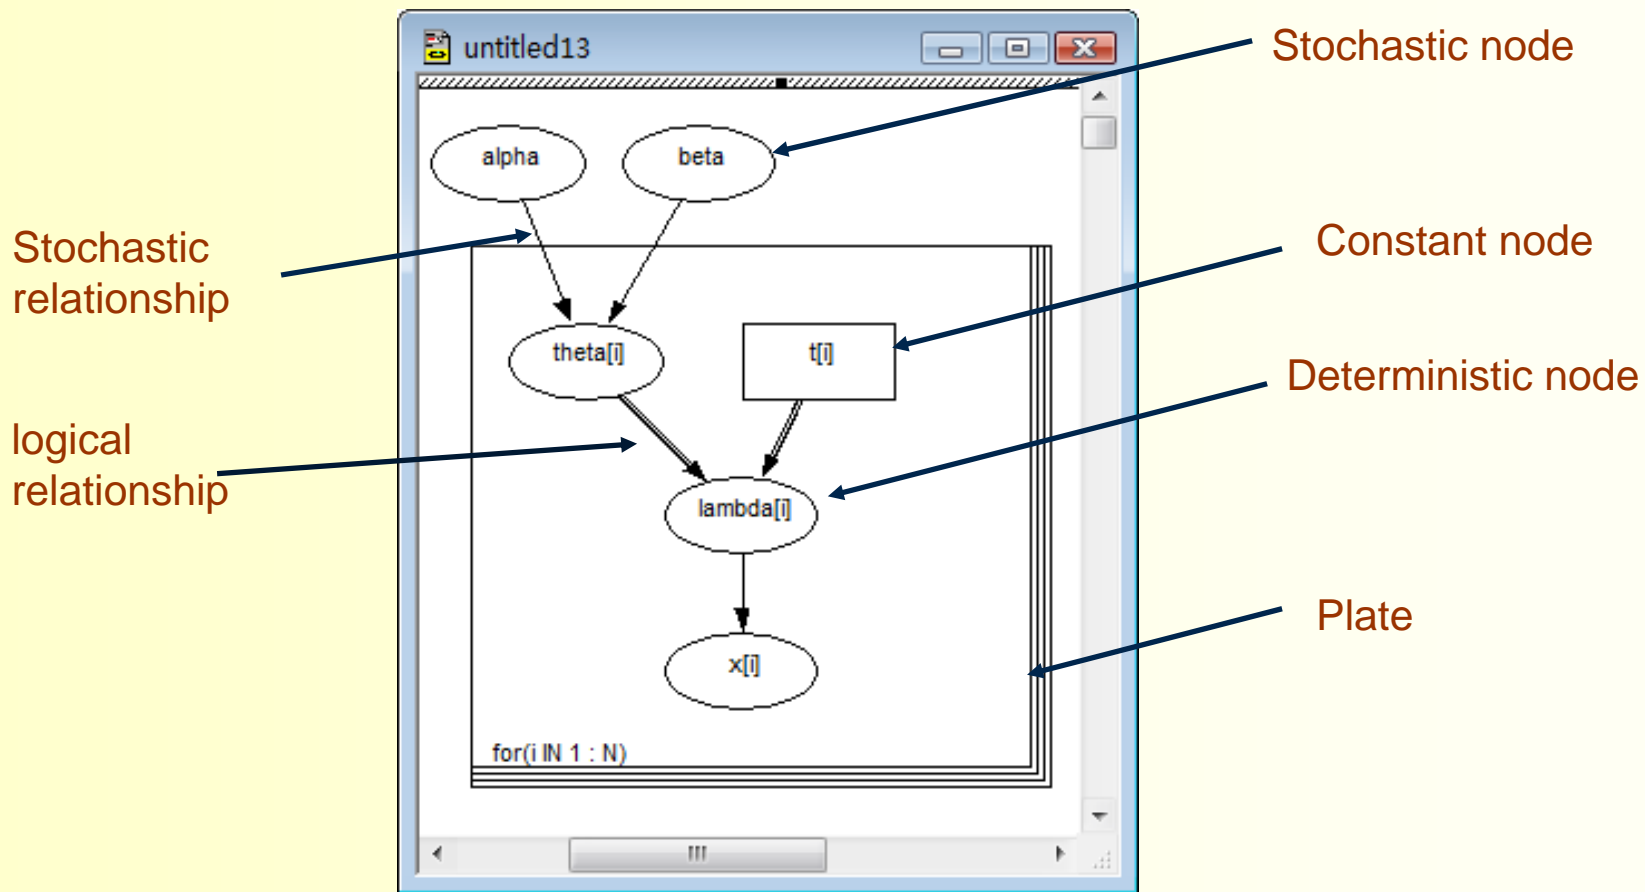 untitled13
Stochastic node
alpha
beta
Stochastic
relationship
Constant node
theta[i]
t[i]
Deterministic node
logical
relationship
lambda[i]
Plate
x[i]
for(i IN 1 : N)